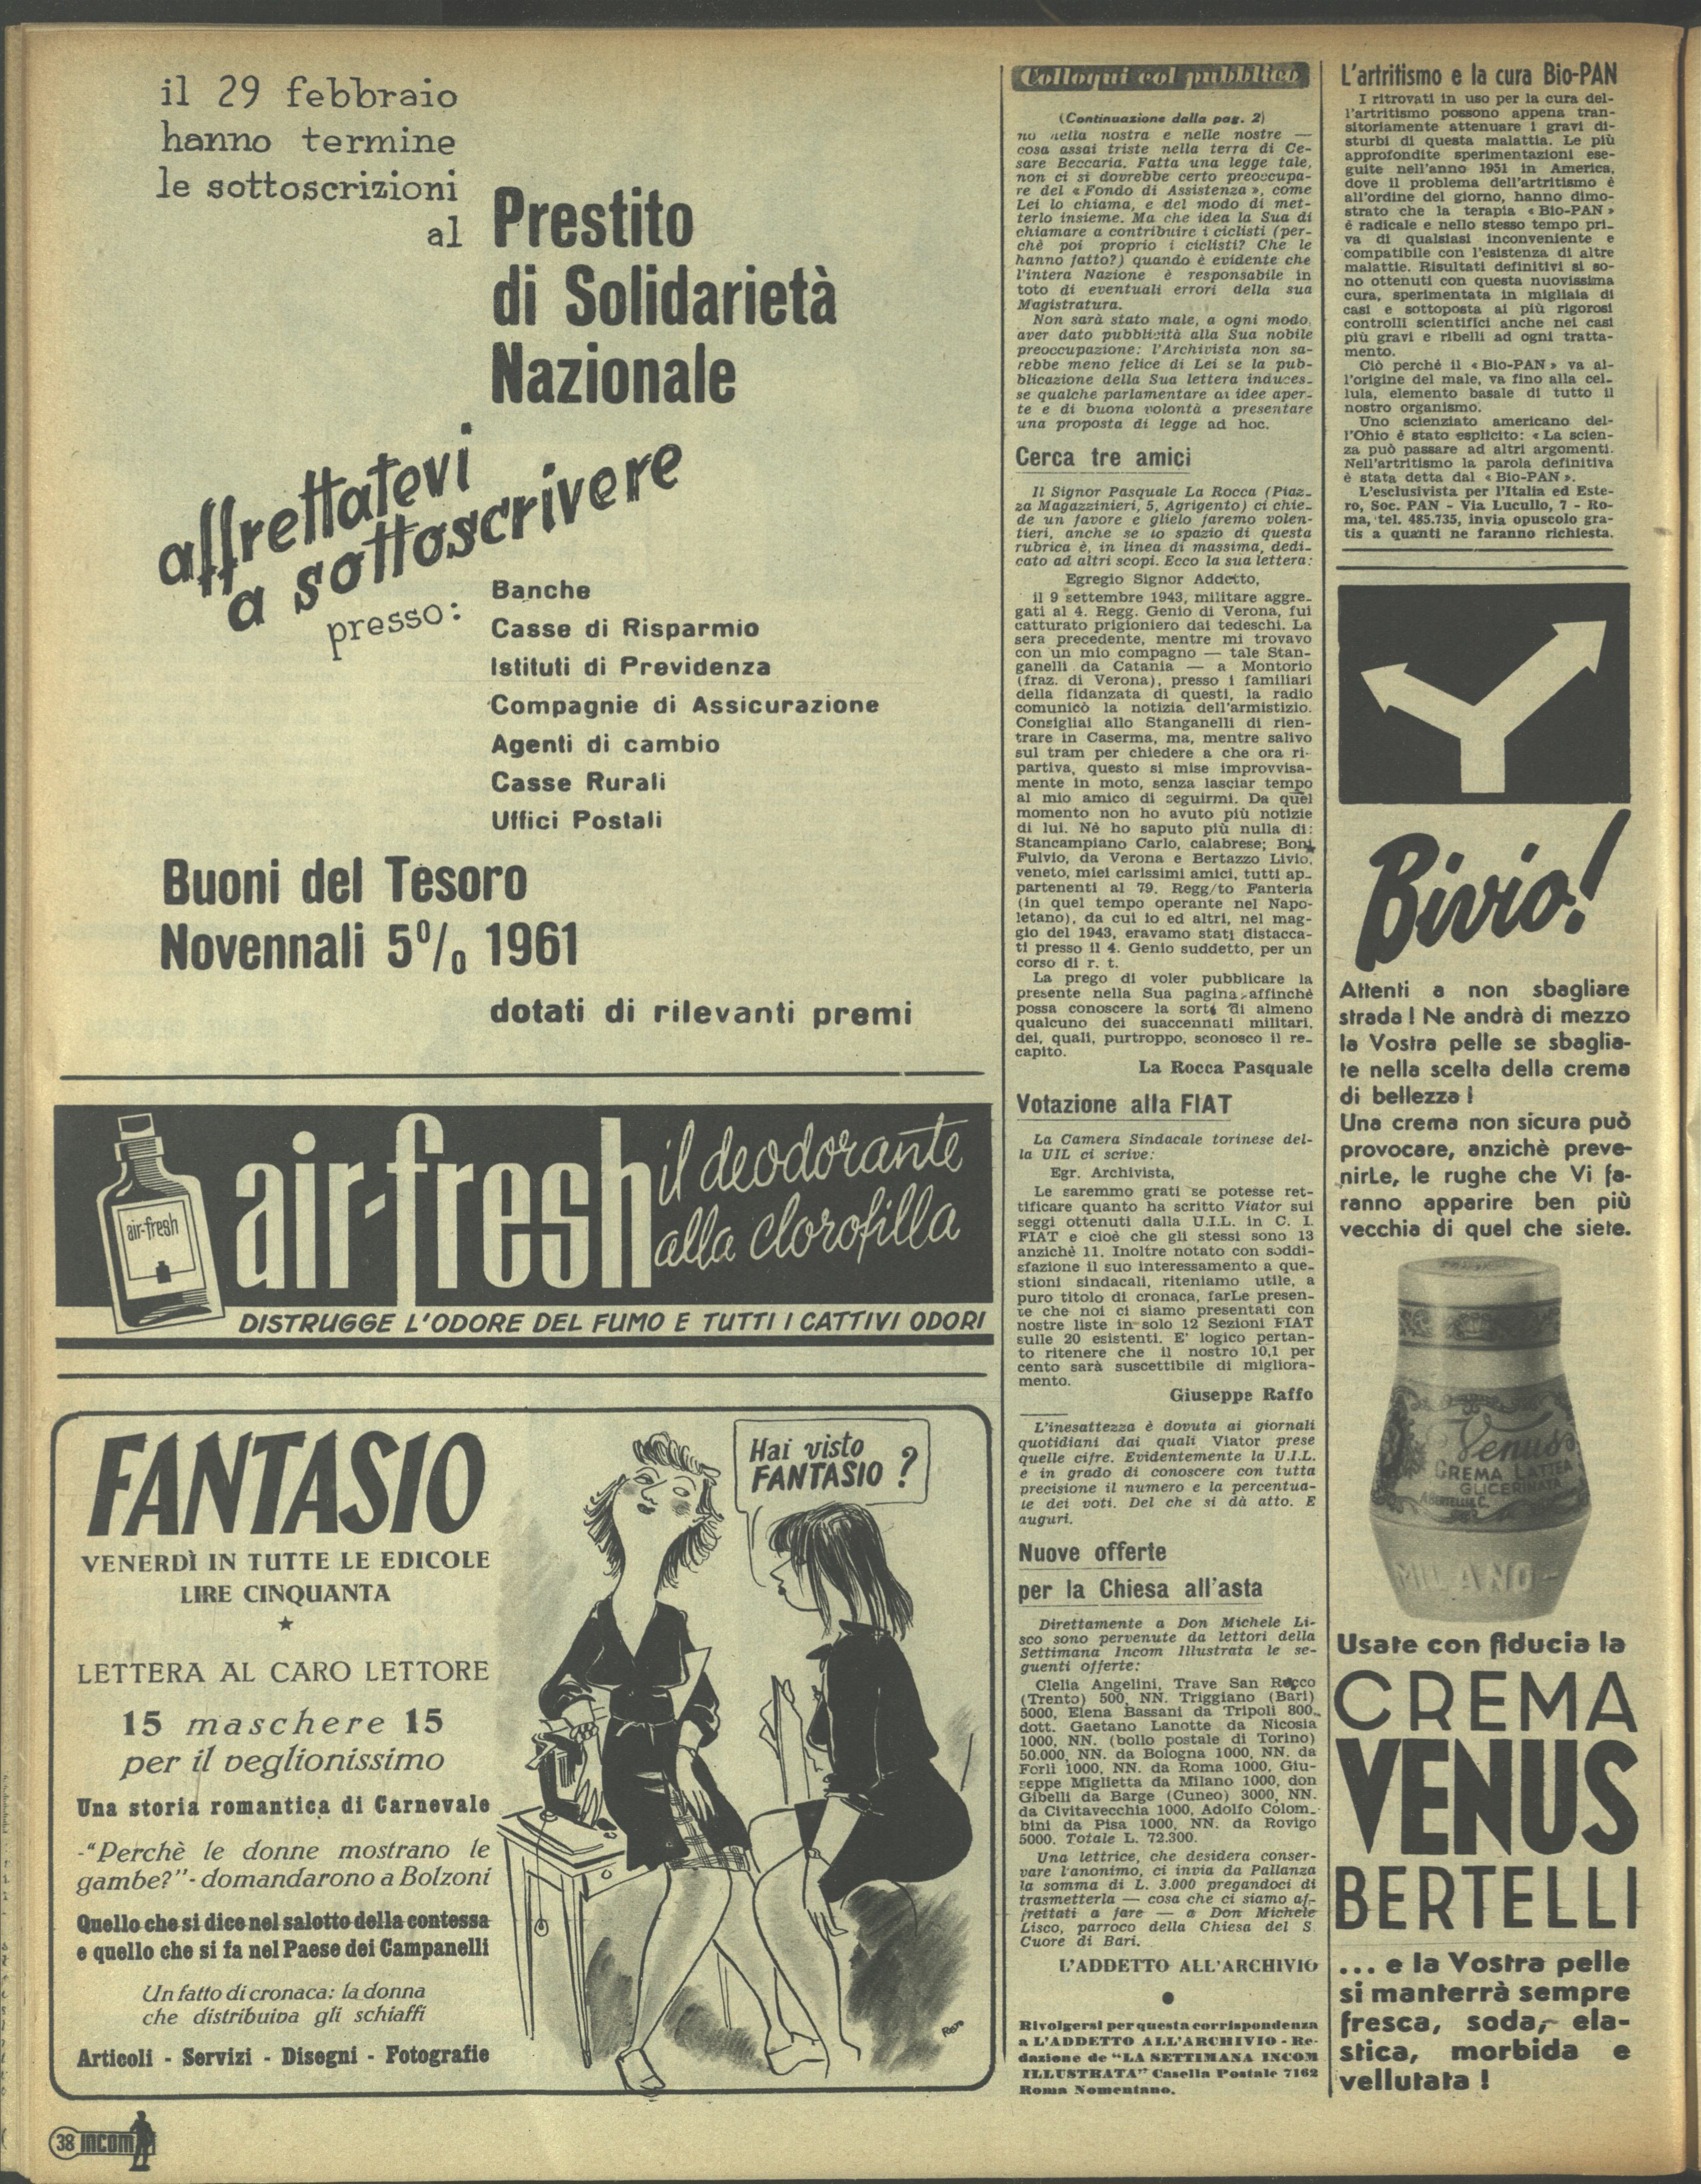 il 29 febbraio
hanno termine
le sottoscrizioni
al
Prestito
di Solidarietà
Nazionale
affrettatevi
a sottoscrivere
presso:
Banche
Casse di Risparmio
Istituti di Previdenza
Compagnie di Assicurazione
Agenti di cambio
Casse Rurali
Uffici Postali
Buoni del Tesoro
Novennali 5% 1961
dotati di rilevanti premi
air-fresh
air-fresh
il deodorante
alla clorofilla
DISTRUGGE L'ODORE DEL FUMO E TUTTI I CATTIVI ODORI
FANTASIO
VENERDÌ IN TUTTE LE EDICOLE
LIRE CINQUANTA
★
LETTERA AL CARO LETTORE
15 maschere 15
per il veglionissimo
Una storia romantica di Carnevale
-"Perchè le donne mostrano le
gambe?"- domandarono a Bolzoni
Quello che si dice nel salotto della contessa
e quello che si fa nel Paese dei Campanelli
Un fatto di cronaca: la donna
che distribuiva gli schiaffi
Articoli - Servizi - Disegni - Fotografie
Hai visto
FANTASIO ?
38 INCOM
Colloqui col pubblico
(Continuazione dalla pag. 2)
no nella nostra e nelle nostre —
cosa assai triste nella terra di Ce-
sare Beccaria. Fatta una legge tale,
non ci si dovrebbe certo preoccupa-
re del « Fondo di Assistenza », come
Lei lo chiama, e del modo di met-
terlo insieme. Ma che idea la Sua di
chiamare a contribuire i ciclisti (per-
chè poi proprio i ciclisti? Che le
hanno fatto?) quando è evidente che
l'intera Nazione è responsabile in
toto di eventuali errori della sua
Magistratura.
Non sarà stato male, a ogni modo,
aver dato pubblicità alla Sua nobile
preoccupazione: l'Archivista non sa-
rebbe meno felice di Lei se la pub-
blicazione della Sua lettera induces-
se qualche parlamentare di idee aper-
te e di buona volontà a presentare
una proposta di legge ad hoc.
Cerca tre amici
Il Signor Pasquale La Rocca (Piaz-
za Magazzinieri, 5, Agrigento) ci chie-
de un favore e glielo faremo volen-
tieri, anche se lo spazio di questa
rubrica è, in linea di massima, dedi-
cato ad altri scopi. Ecco la sua lettera:
Egregio Signor Addetto,
il 9 settembre 1943, militare aggre-
gati al 4. Regg. Genio di Verona, fui
catturato prigioniero dai tedeschi. La
sera precedente, mentre mi trovavo
con un mio compagno — tale Stan-
ganelli da Catania — a Montorio
(fraz. di Verona), presso i familiari
della fidanzata di questi, la radio
comunicò la notizia dell'armistizio.
Consigliai allo Stanganelli di rien-
trare in Caserma, ma, mentre salivo
sul tram per chiedere a che ora ri-
partiva, questo si mise improvvisa-
mente in moto, senza lasciar tempo
al mio amico di seguirmi. Da quel
momento non ho avuto più notizie
di lui. Nè ho saputo più nulla di:
Stancampiano Carlo, calabrese; Boni
Fulvio, da Verona e Bertazzo Livio,
veneto, miei carissimi amici, tutti ap-
partenenti al 79. Regg/to Fanteria
(in quel tempo operante nel Napo-
letano), da cui io ed altri, nel mag-
gio del 1943, eravamo stati distacca-
ti presso il 4. Genio suddetto, per un
corso di r. t.
La prego di voler pubblicare la
presente nella Sua pagina affinchè
possa conoscere la sorte di almeno
qualcuno dei suaccennati militari,
dei, quali, purtroppo, sconosco il re-
capito.
La Rocca Pasquale
Votazione alla FIAT
La Camera Sindacale torinese del-
la UIL ci scrive:
Egr. Archivista,
Le saremmo grati se potesse ret-
tificare quanto ha scritto Viator sui
seggi ottenuti dalla U.I.L. in C. I.
FIAT e cioè che gli stessi sono 13
anzichè 11. Inoltre notato con soddi-
sfazione il suo interessamento a que-
stioni sindacali, riteniamo utile, a
puro titolo di cronaca, farLe presen-
te che noi ci siamo presentati con
nostre liste in solo 12 Sezioni FIAT
sulle 20 esistenti. E' logico pertan-
to ritenere che il nostro 10,1 per
cento sarà suscettibile di migliora-
mento.
Giuseppe Raffo
L'inesattezza è dovuta ai giornali
quotidiani dai quali Viator prese
quelle cifre. Evidentemente la U.I.L.
è in grado di conoscere con tutta
precisione il numero e la percentua-
le dei voti. Del che si dà atto. E
auguri.
Nuove offerte
per la Chiesa all'asta
Direttamente a Don Michele Li-
sco sono pervenute da lettori della
Settimana Incom Illustrata le se-
guenti offerte:
Clelia Angelini, Trave San Rocco
(Trento) 500, NN. Triggiano (Bari)
5000, Elena Bassani da Tripoli 800,
dott. Gaetano Lanotte da Nicosia
1000, NN. (bollo postale di Torino)
50.000, NN. da Bologna 1000, NN. da
Forlì 1000, NN. da Roma 1000, Giu-
seppe Miglietta da Milano 1000, don
Gibelli da Barge (Cuneo) 3000, NN.
da Civitavecchia 1000, Adolfo Colom-
bini da Pisa 1000, NN. da Rovigo
5000. Totale L. 72.300.
Una lettrice, che desidera conser-
vare l'anonimo, ci invia da Pallanza
la somma di L. 3.000 pregandoci di
trasmetterla — cosa che ci siamo af-
frettati a fare — a Don Michele
Lisco, parroco della Chiesa del S.
Cuore di Bari.
L'ADDETTO ALL'ARCHIVIO
●
Rivolgersi per questa corrispondenza
a L'ADDETTO ALL'ARCHIVIO - Re-
dazione de "LA SETTIMANA INCOM
ILLUSTRATA" Casella Postale 7162
Roma Nomentano.
L'artritismo e la cura Bio-PAN
I ritrovati in uso per la cura del-
l'artritismo possono appena tran-
sitoriamente attenuare i gravi di-
sturbi di questa malattia. Le più
approfondite sperimentazioni ese-
guite nell'anno 1951 in America,
dove il problema dell'artritismo è
all'ordine del giorno, hanno dimo-
strato che la terapia « Bio-PAN »
è radicale e nello stesso tempo pri-
va di qualsiasi inconveniente e
compatibile con l'esistenza di altre
malattie. Risultati definitivi si so-
no ottenuti con questa nuovissima
cura, sperimentata in migliaia di
casi e sottoposta ai più rigorosi
controlli scientifici anche nei casi
più gravi e ribelli ad ogni tratta-
mento.
Ciò perché il « Bio-PAN » va al-
l'origine del male, va fino alla cel-
lula, elemento basale di tutto il
nostro organismo.
Uno scienziato americano del-
l'Ohio è stato esplicito: « La scien-
za può passare ad altri argomenti.
Nell'artritismo la parola definitiva
è stata detta dal « Bio-PAN ».
L'esclusivista per l'Italia ed Este-
ro, Soc. PAN - Via Lucullo, 7 - Ro-
ma, tel. 485.735, invia opuscolo gra-
tis a quanti ne faranno richiesta.
Bivio!
Attenti a non sbagliare
strada ! Ne andrà di mezzo
la Vostra pelle se sbaglia-
te nella scelta della crema
di bellezza !
Una crema non sicura può
provocare, anzichè preve-
nirLe, le rughe che Vi fa-
ranno apparire ben più
vecchia di quel che siete.
Venus
CREMA LATTEA
GLICERINATA
A. BERTELLI & C.
MILANO -
Usate con fiducia la
CREMA
VENUS
BERTELLI
... e la Vostra pelle
si manterrà sempre
fresca, soda, ela-
stica, morbida e
vellutata !